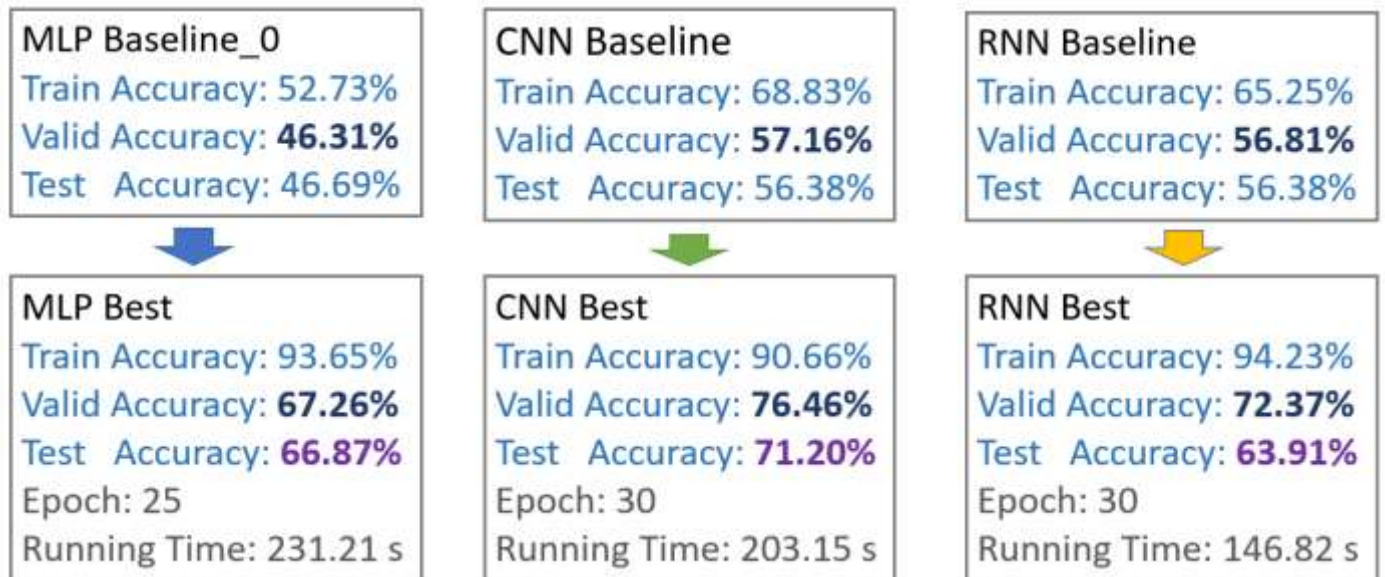 MLP Baseline_0
Train Accuracy: 52.73%
Valid Accuracy: 46.31%
Test Accuracy: 46.69%
CNN Baseline
Train Accuracy: 68.83%
Valid Accuracy: 57.16%
Test Accuracy: 56.38%
RNN Baseline
Train Accuracy: 65.25%
Valid Accuracy: 56.81%
Test Accuracy: 56.38%
MLP Best
Train Accuracy: 93.65%
Valid Accuracy: 67.26%
Test Accuracy: 66.87%
Epoch: 25
Running Time: 231.21 s
CNN Best
Train Accuracy: 90.66%
Valid Accuracy: 76.46%
Test Accuracy: 71.20%
Epoch: 30
Running Time: 203.15 s
RNN Best
Train Accuracy: 94.23%
Valid Accuracy: 72.37%
Test Accuracy: 63.91%
Epoch: 30
Running Time: 146.82 s